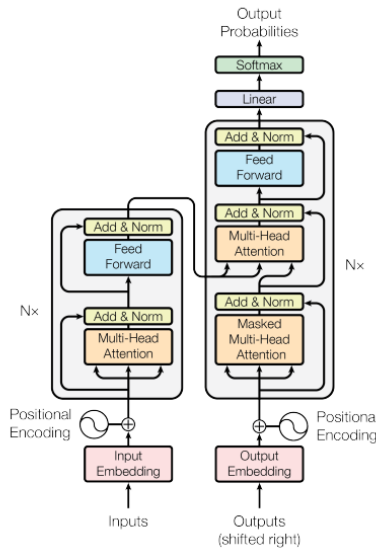 Output
Probabilities
Softmax
Linear
Add & Norm
Feed
Forward
Add & Norm
Multi-Head
Attention
Nx
Add & Norm
Masked
Multi-Head
Attention
Add & Norm
Feed
Forward
Nx
Add & Norm
Multi-Head
Attention
Positional
Encoding
Positional
Encoding
Input
Embedding
Output
Embedding
Inputs
Outputs
(shifted right)